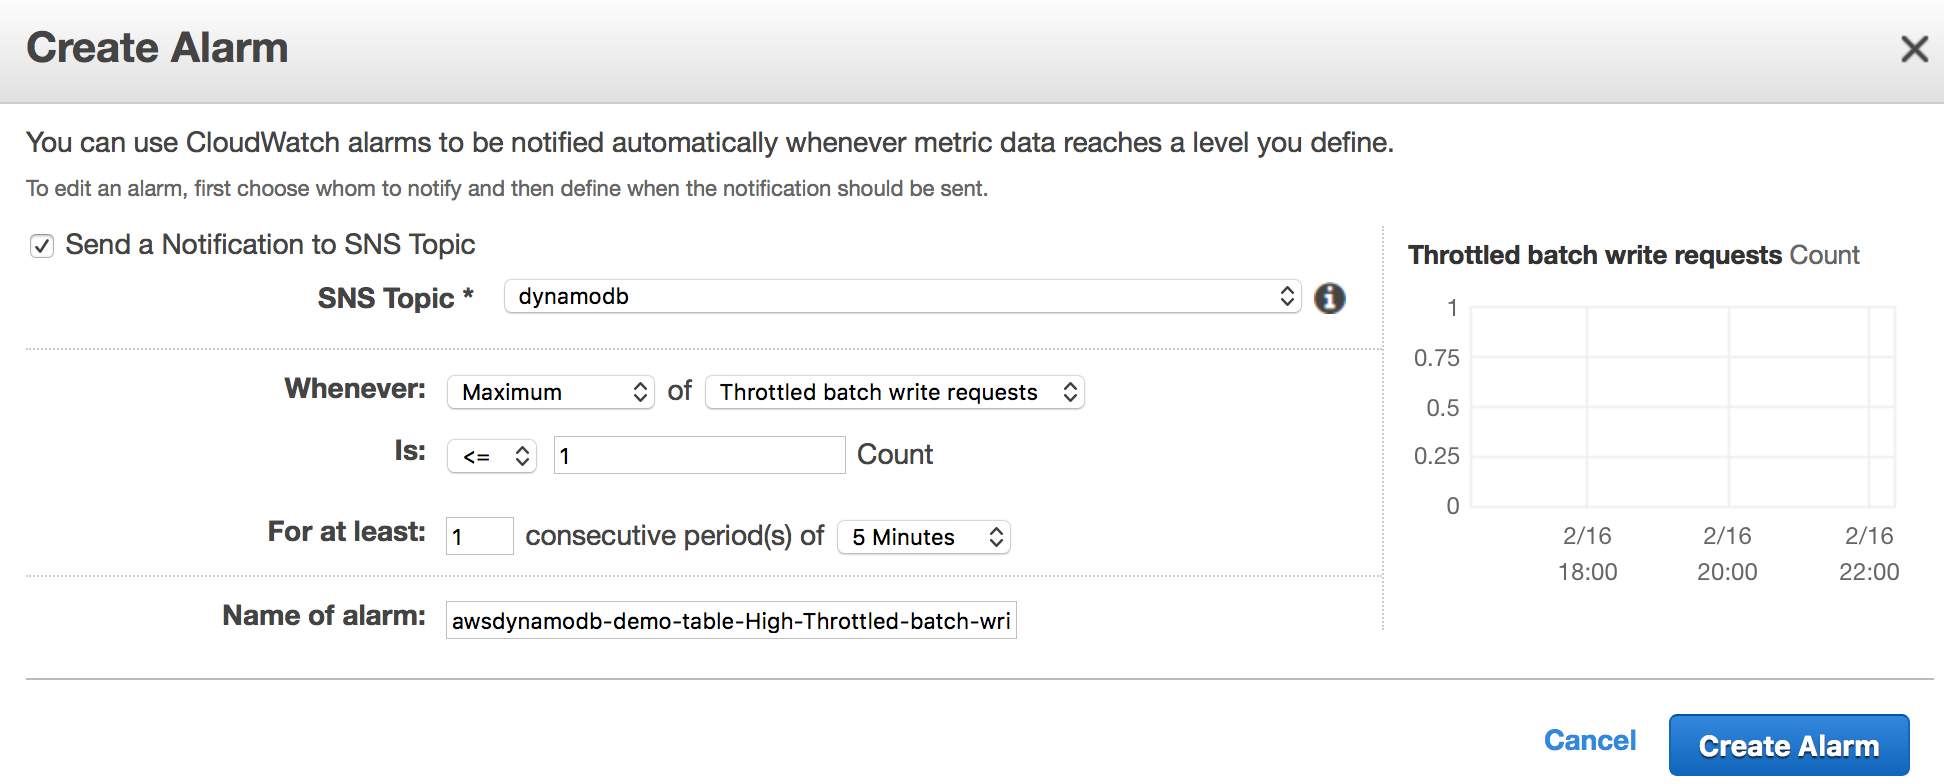 Create Alarm
You can use CloudWatch alarms to be notified automatically whenever metric data reaches a level you define.
To edit an alarm, first choose whom to notify and then define when the notification should be sent.
Send a Notification to SNS Topic
SNS Topic * dynamodb
Whenever: Maximum of Throttled batch write requests
Is: <= 1 Count
For at least: 1 consecutive period(s) of 5 Minutes
Name of alarm: awsdynamodb-demo-table-High-Throttled-batch-wri
Throttled batch write requests Count
1
0.75
0.5
0.25
0
2/16 2/16 2/16
18:00 20:00 22:00
Cancel Create Alarm